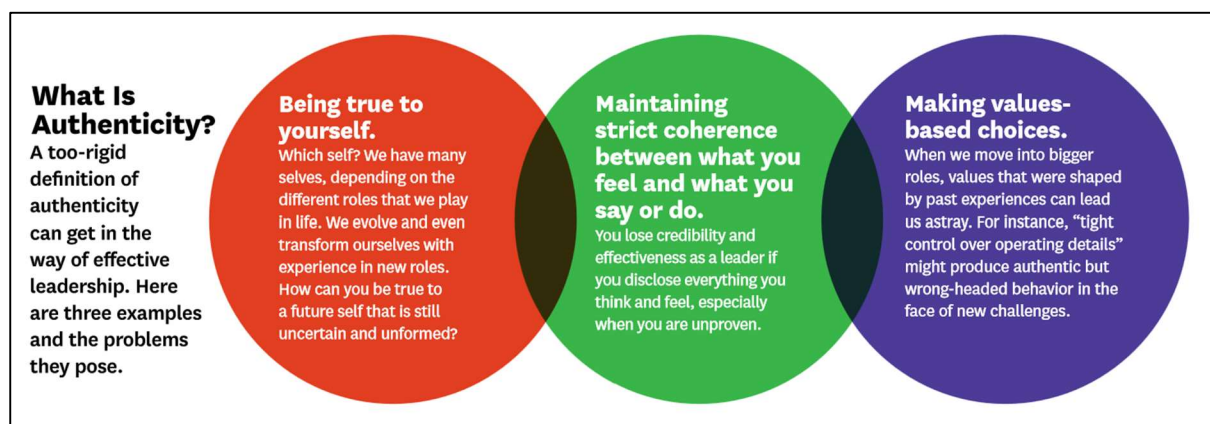 What Is
Authenticity?
A too-rigid
definition of
authenticity
can get in the
way of effective
leadership. Here
are three examples
and the problems
they pose.
Being true to
yourself.
Which self? We have many
selves, depending on the
different roles that we play
in life. We evolve and even
transform ourselves with
experience in new roles.
How can you be true to
a future self that is still
uncertain and unformed?
Maintaining
strict coherence
between what you
feel and what you
say or do.
You lose credibility and
effectiveness as a leader if
you disclose everything you
think and feel, especially
when you are unproven.
Making values-
based choices.
When we move into bigger
roles, values that were shaped
by past experiences can lead
us astray. For instance, “tight
control over operating details”
might produce authentic but
wrong-headed behavior in the
face of new challenges.